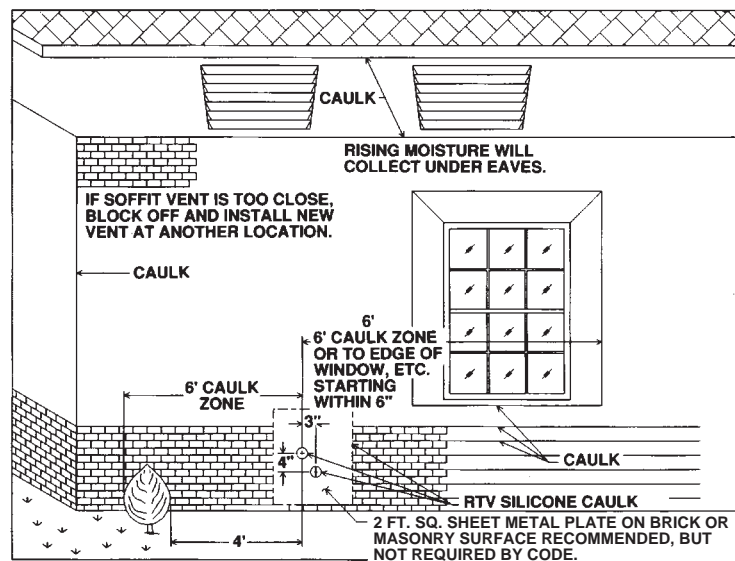 CAULK
RISING MOISTURE WILL
COLLECT UNDER EAVES.
IF SOFFIT VENT IS TOO CLOSE,
BLOCK OFF AND INSTALL NEW
VENT AT ANOTHER LOCATION.
CAULK
6'
6' CAULK ZONE
OR TO EDGE OF
WINDOW, ETC.
STARTING
WITHIN 6"
6' CAULK
ZONE
3"
4"
CAULK
RTV SILICONE CAULK
2 FT. SQ. SHEET METAL PLATE ON BRICK OR
MASONRY SURFACE RECOMMENDED, BUT
NOT REQUIRED BY CODE.
4'